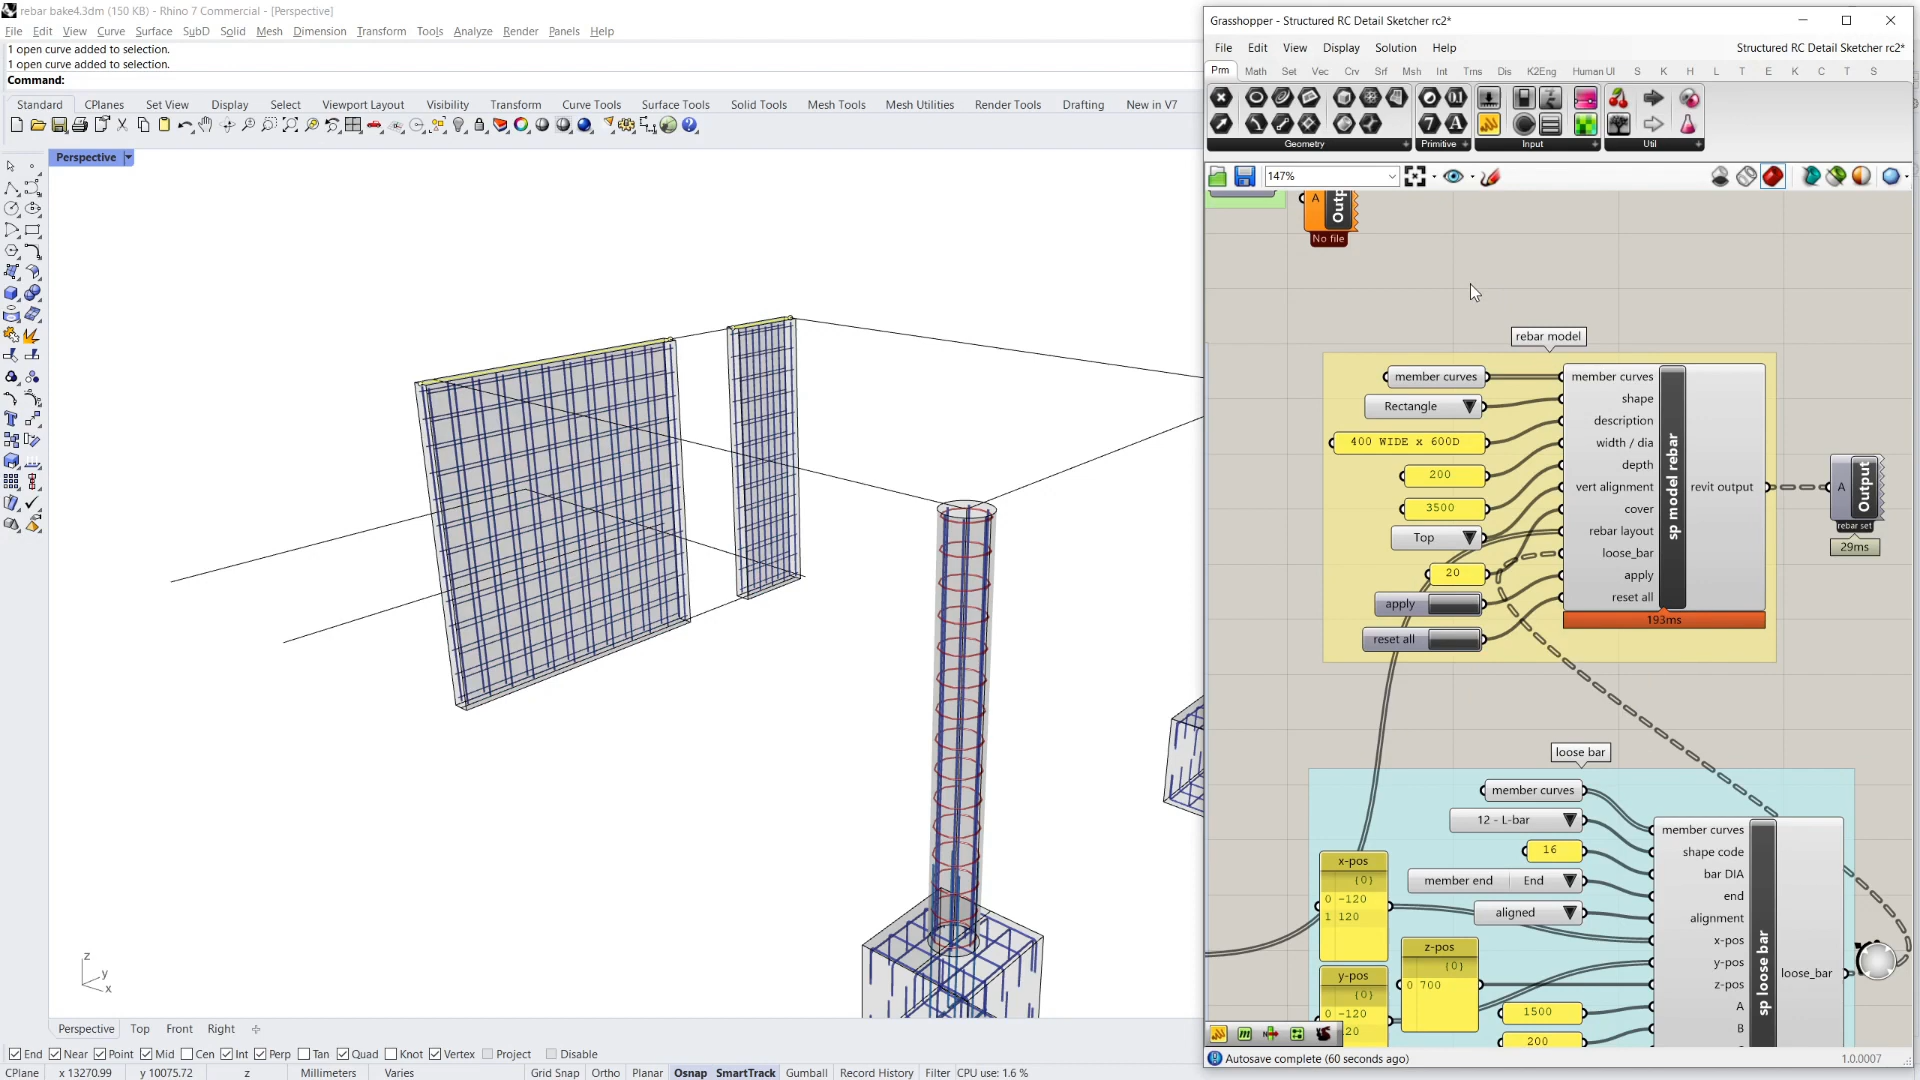 rebar bake4.3dm (150 KB) - Rhino 7 Commercial - [Perspective]
File Edit View Curve Surface SubD Solid Mesh Dimension Transform Tools Analyze Render Panels Help
1 open curve added to selection.
1 open curve added to selection.
Command:
Standard CPlanes Set View Display Select Viewport Layout Visibility Transform Curve Tools Surface Tools Solid Tools Mesh Tools Mesh Utilities Render Tools Drafting New in V7
Perspective
z
y
x
Perspective Top Front Right
End Near Point Mid Cen Int Perp Tan Quad Knot Vertex Project Disable
CPlane x 13270.99 y 10075.72 z Millimeters Varies Grid Snap Ortho Planar Osnap SmartTrack Gumball Record History Filter CPU use: 1.6 %
Grasshopper - Structured RC Detail Sketcher rc2*
File Edit View Display Solution Help Structured RC Detail Sketcher rc2*
Prm Math Set Vec Crv Srf Msh Int Trns Dis K2Eng Human UI S K H L T E K C T S
Geometry Primitive Input Util
147%
A
No file
rebar model
member curves
Rectangle
400 WIDE x 600D
200
3500
Top
20
apply
reset all
member curves
shape
description
width / dia
depth
vert alignment
cover
rebar layout
loose_bar
apply
reset all
sp model rebar
revit output
193ms
A Output
rebar set
29ms
loose bar
member curves
12 - L-bar
16
member end End
aligned
x-pos
{0}
0 -120
1 120
y-pos
{0}
0 -120
20
z-pos
{0}
0 700
1500
200
member curves
shape code
bar DIA
end
alignment
x-pos
y-pos
z-pos
A
B
sp loose bar
loose_bar
Autosave complete (60 seconds ago)
1.0.0007